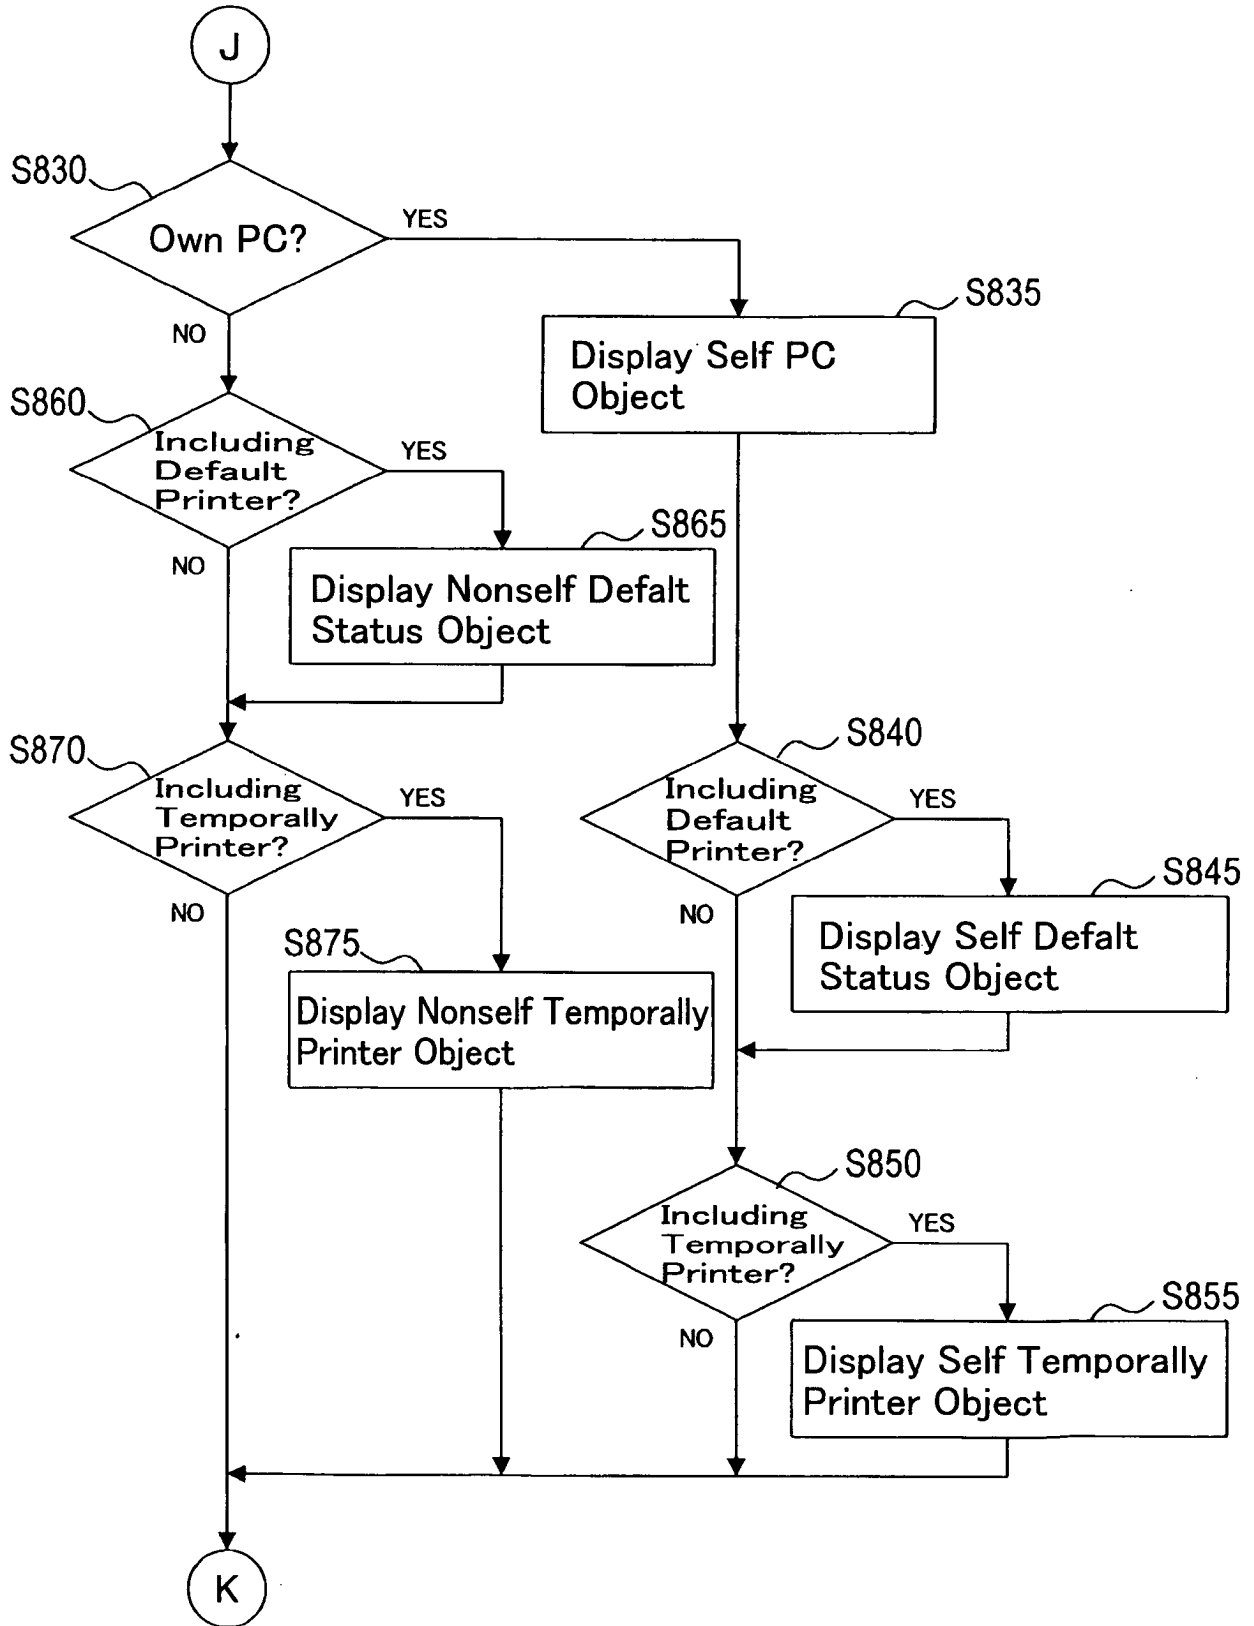 J
S830
Own PC?
YES
NO
S835
Display Self PC
Object
S860
Including
Default
Printer?
YES
NO
S865
Display Nonself Defalt
Status Object
S870
Including
Temporally
Printer?
YES
NO
S875
Display Nonself Temporally
Printer Object
S840
Including
Default
Printer?
YES
NO
S845
Display Self Defalt
Status Object
S850
Including
Temporally
Printer?
YES
NO
S855
Display Self Temporally
Printer Object
K